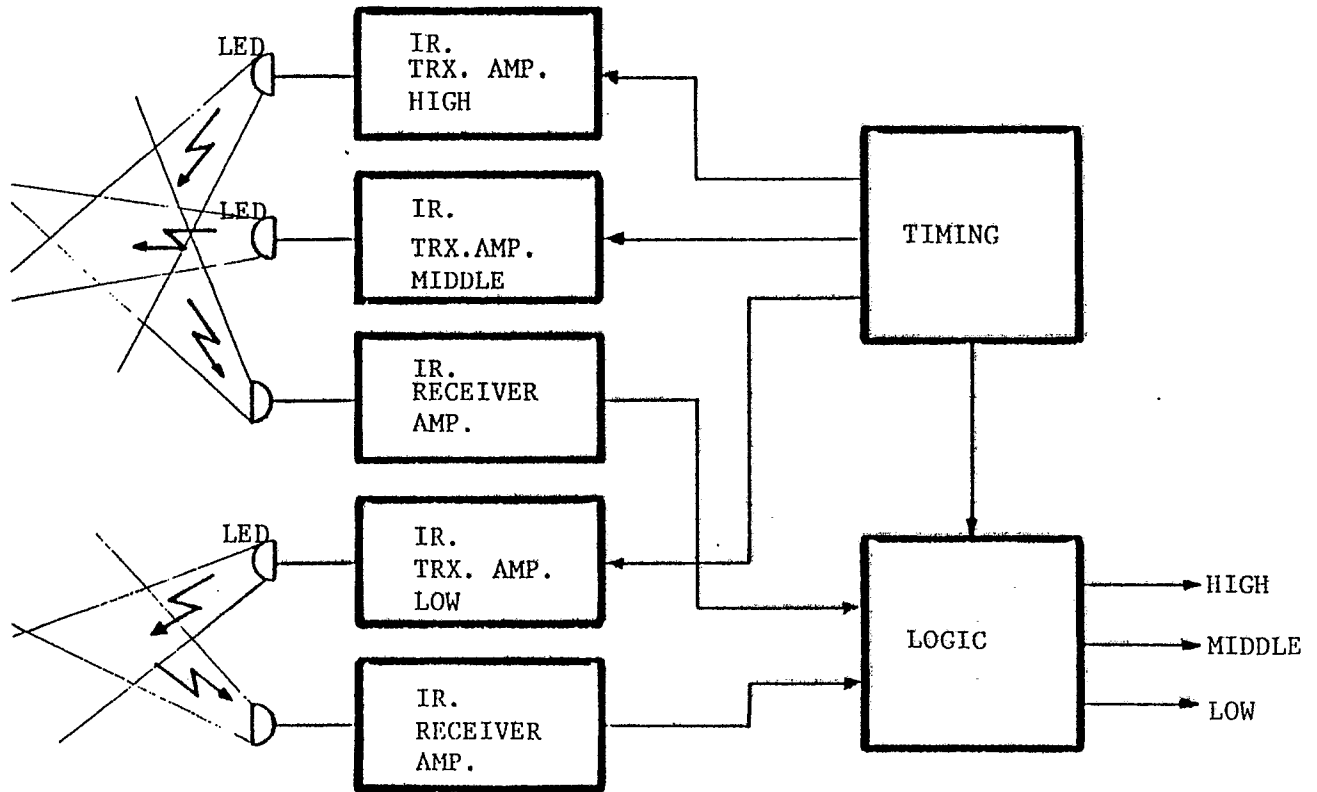 LED
IR.
TRX. AMP.
HIGH
LED
IR.
TRX.AMP.
MIDDLE
TIMING
IR.
RECEIVER
AMP.
LED
IR.
TRX. AMP.
LOW
LOGIC
HIGH
MIDDLE
LOW
IR.
RECEIVER
AMP.